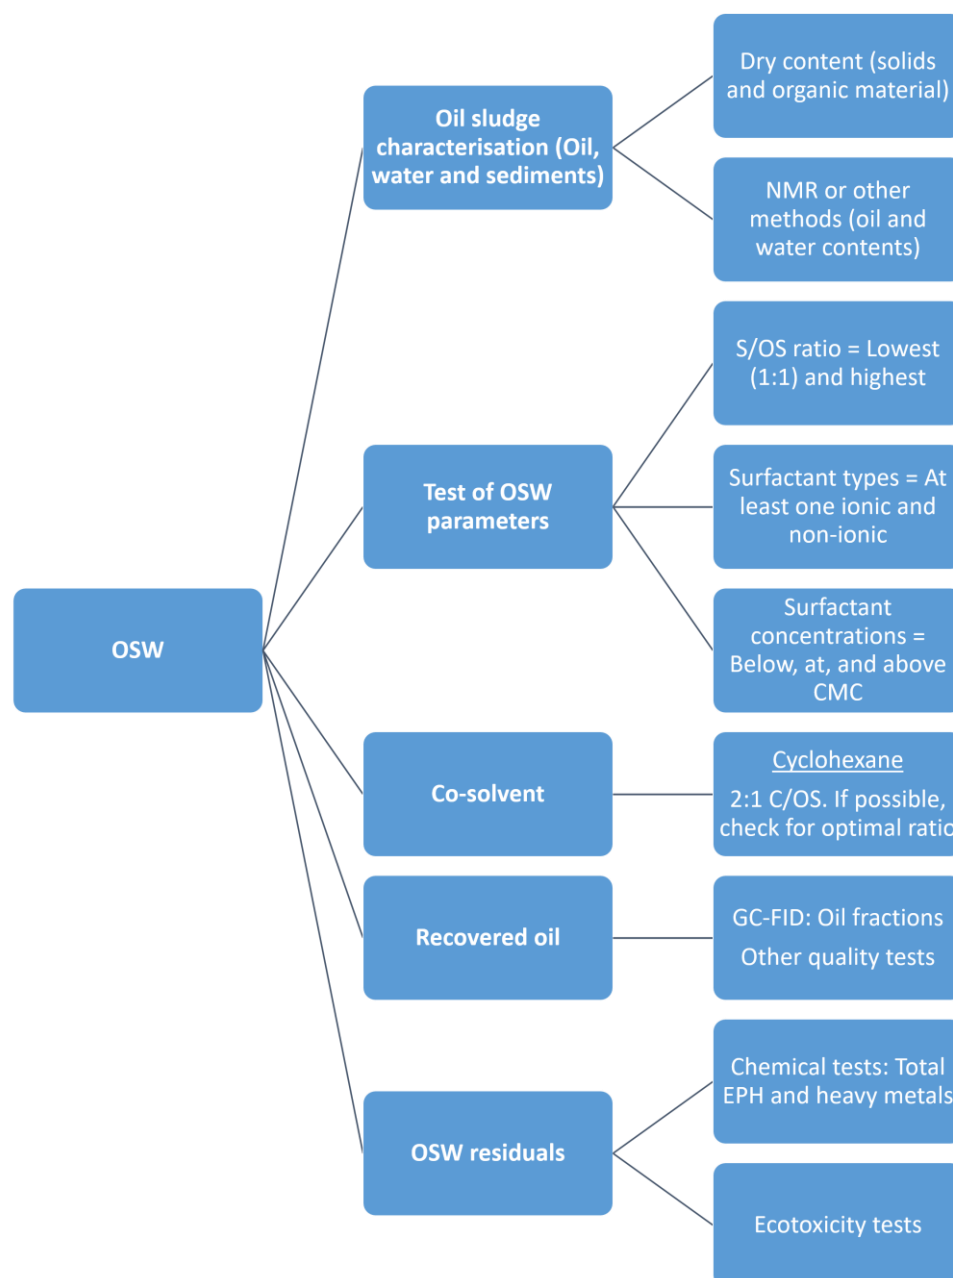 OSW
Oil sludge
characterisation (Oil,
water and sediments)
Dry content (solids
and organic material)
NMR or other
methods (oil and
water contents)
Test of OSW
parameters
S/OS ratio = Lowest
(1:1) and highest
Surfactant types = At
least one ionic and
non-ionic
Surfactant
concentrations =
Below, at, and above
CMC
Co-solvent
Cyclohexane
2:1 C/OS. If possible,
check for optimal ratio
Recovered oil
GC-FID: Oil fractions
Other quality tests
OSW residuals
Chemical tests: Total
EPH and heavy metals
Ecotoxicity tests